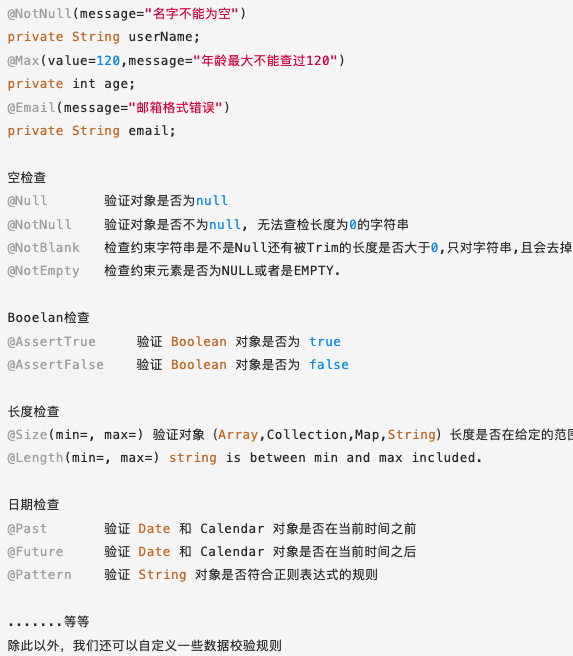 @NotNull(message="名字不能为空")
private String userName;
@Max(value=120,message="年龄最大不能查过120")
private int age;
@Email(message="邮箱格式错误")
private String email;
空检查
@Null 验证对象是否为null
@NotNull 验证对象是否不为null, 无法查检长度为0的字符串
@NotBlank 检查约束字符串是不是Null还有被Trim的长度是否大于0,只对字符串,且会去掉
@NotEmpty 检查约束元素是否为NULL或者是EMPTY.
Booelan检查
@AssertTrue 验证 Boolean 对象是否为 true
@AssertFalse 验证 Boolean 对象是否为 false
长度检查
@Size(min=, max=) 验证对象（Array,Collection,Map,String）长度是否在给定的范围
@Length(min=, max=) string is between min and max included.
日期检查
@Past 验证 Date 和 Calendar 对象是否在当前时间之前
@Future 验证 Date 和 Calendar 对象是否在当前时间之后
@Pattern 验证 String 对象是否符合正则表达式的规则
.......等等
除此以外，我们还可以自定义一些数据校验规则